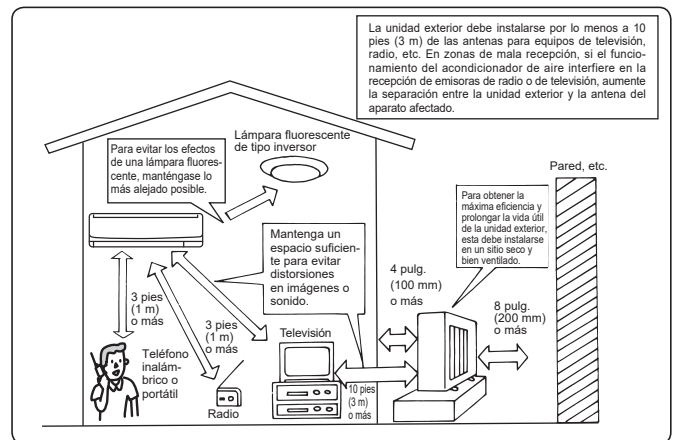 La unidad exterior debe instalarse por lo menos a 10
pies (3 m) de las antenas para equipos de televisión,
radio, etc. En zonas de mala recepción, si el funcio-
namiento del acondicionador de aire interfiere en la
recepción de emisoras de radio o de televisión, aumente
la separación entre la unidad exterior y la antena del
aparato afectado.
Lámpara fluorescente
de tipo inversor
Para evitar los efectos
de una lámpara fluores-
cente, manténgase lo
más alejado posible.
Pared, etc.
Para obtener la
máxima eficiencia y
prolongar la vida útil
de la unidad exterior,
esta debe instalarse
en un sitio seco y
bien ventilado.
Mantenga un
espacio suficien-
te para evitar
distorsiones
en imágenes o
sonido.
4 pulg.
(100 mm)
o más
8 pulg.
(200 mm)
o más
3 pies
(1 m)
o más
3 pies
(1 m)
o más
Televisión
Teléfono
inalám-
brico o
portátil
Radio
10 pies
(3 m)
o más